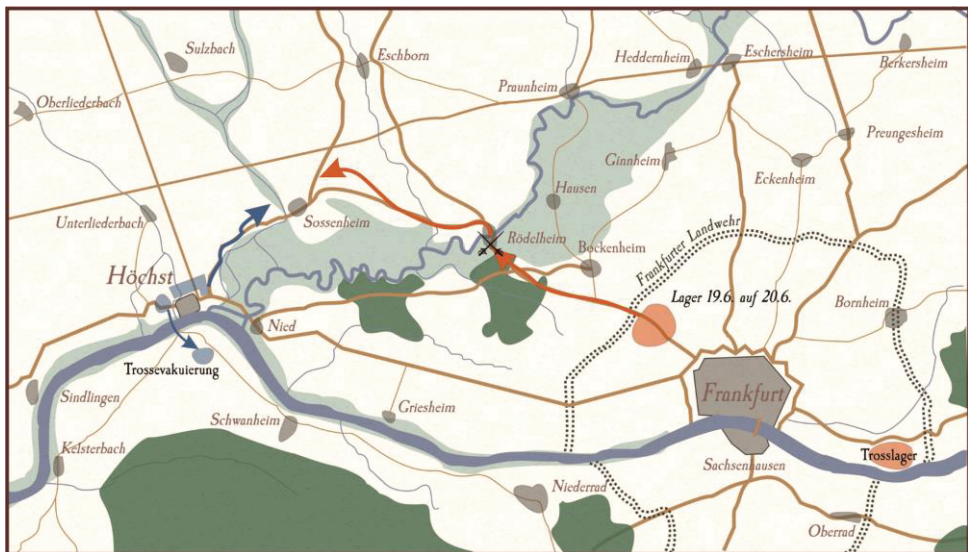 Sulzbach
Eschborn
Heddernheim
Eschersheim
Berkersheim
Oberliederbach
Praunheim
Preungesheim
Ginnheim
Eckenheim
Hausen
Unterliederbach
Sossenheim
Rödelheim
Bockenheim
Frankfurter Landwehr
Höchst
Lager 19.6. auf 20.6.
Bornheim
Nied
Trossevakuierung
Sindlingen
Griesheim
Frankfurt
Schwanheim
Kelsterbach
Trosslager
Sachsenhausen
Niederrad
Oberrad